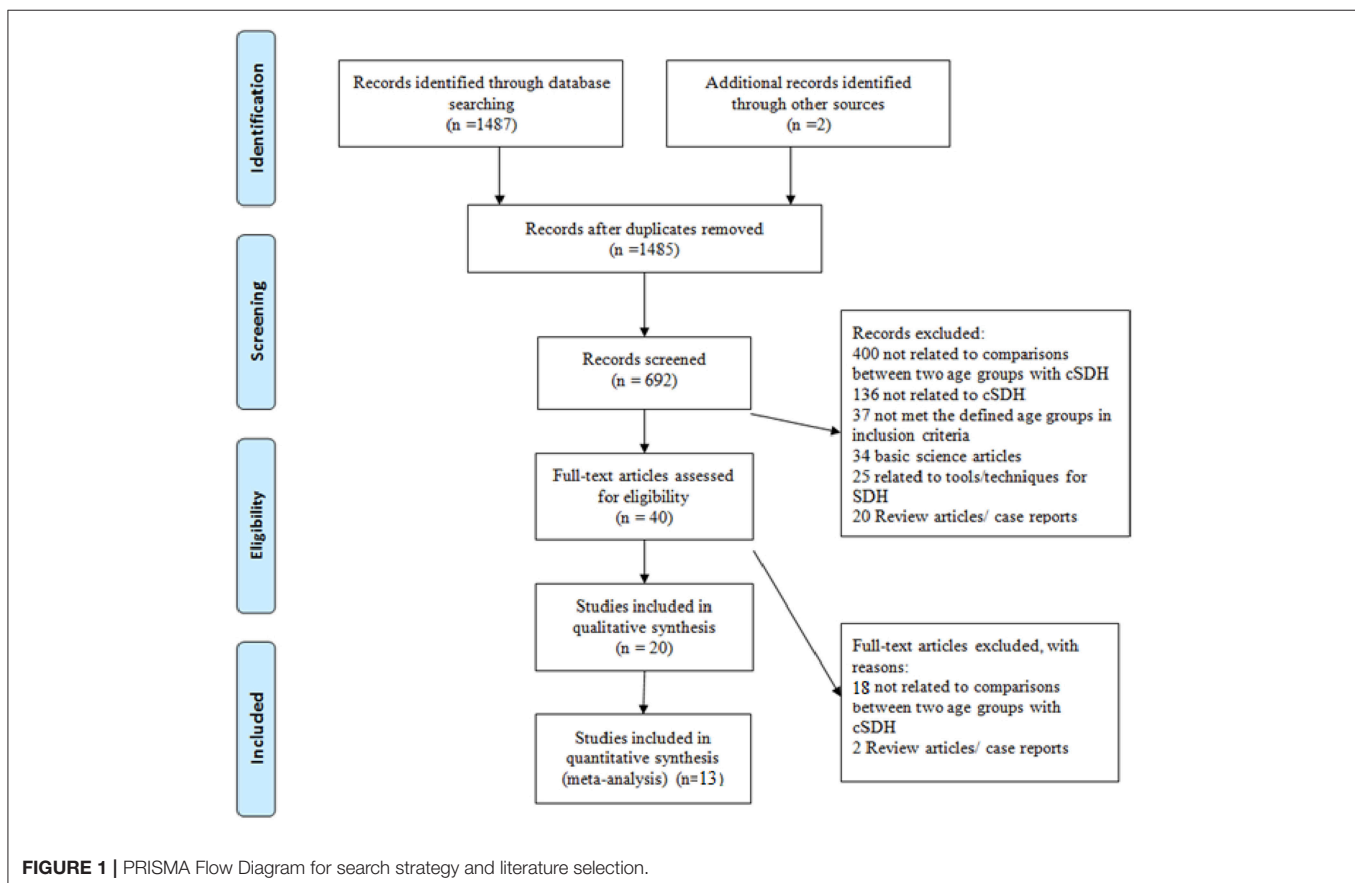 Identification
Records identified through database
searching
(n =1487)
Additional records identified
through other sources
(n =2)
Records after duplicates removed
(n =1485)
Screening
Records screened
(n = 692)
Records excluded:
400 not related to comparisons
between two age groups with cSDH
136 not related to cSDH
37 not met the defined age groups in
inclusion criteria
34 basic science articles
25 related to tools/techniques for
SDH
20 Review articles/ case reports
Eligibility
Full-text articles assessed
for eligibility
(n = 40)
Full-text articles excluded, with
reasons:
18 not related to comparisons
between two age groups with
cSDH
2 Review articles/ case reports
Studies included in
qualitative synthesis
(n = 20)
Included
Studies included in
quantitative synthesis
(meta-analysis) (n=13)
FIGURE 1 | PRISMA Flow Diagram for search strategy and literature selection.